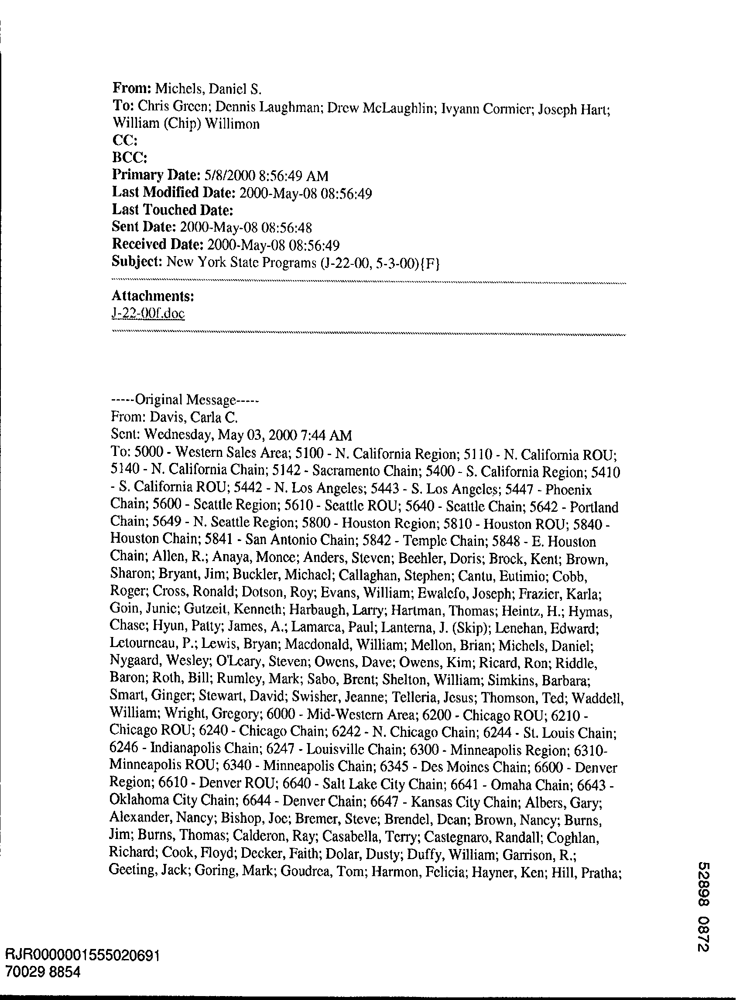 From: Michels, Daniel S.
To: Chris Green; Dennis Laughman; Drew McLaughlin; Ivyann Cormier; Joseph Hart;
William (Chip) Willimon
CC:
BCC:
Primary Date: 5/8/2000 8:56:49 AM
Last Modified Date: 2000-May-08 08:56:49
Last Touched Date:
Sent Date: 2000-May-08 08:56:48
Received Date: 2000-May-08 08:56:49
Subject: New York State Programs (J-22-00, 5-3-00){F}
Attachments:
J-22-00f.doc
-----Original Message-----
From: Davis, Carla C.
Sent: Wednesday, May 03, 2000 7:44 AM
To: 5000 - Western Sales Area; 5100 - N. California Region; 5110 - N. California ROU;
5140 - N. California Chain; 5142 - Sacramento Chain; 5400 - S. California Region; 5410
- S. California ROU; 5442 - N. Los Angeles; 5443 - S. Los Angeles; 5447 - Phoenix
Chain; 5600 - Seattle Region; 5610 - Seattle ROU; 5640 - Seattle Chain; 5642 - Portland
Chain; 5649 - N. Seattle Region; 5800 - Houston Region; 5810 - Houston ROU; 5840 -
Houston Chain; 5841 - San Antonio Chain; 5842 - Temple Chain; 5848 - E. Houston
Chain; Allen, R.; Anaya, Monce; Anders, Steven; Beehler, Doris; Brock, Kent; Brown,
Sharon; Bryant, Jim; Buckler, Michael; Callaghan, Stephen; Cantu, Eutimio; Cobb,
Roger; Cross, Ronald; Dotson, Roy; Evans, William; Ewalefo, Joseph; Frazier, Karla;
Goin, Junie; Gutzeit, Kenneth; Harbaugh, Larry; Hartman, Thomas; Heintz, H.; Hymas,
Chase; Hyun, Patty; James, A.; Lamarca, Paul; Lanterna, J. (Skip); Lenehan, Edward;
Letourneau, P.; Lewis, Bryan; Macdonald, William; Mellon, Brian; Michels, Daniel;
Nygaard, Wesley; O'Leary, Steven; Owens, Dave; Owens, Kim; Ricard, Ron; Riddle,
Baron; Roth, Bill; Rumley, Mark; Sabo, Brent; Shelton, William; Simkins, Barbara;
Smart, Ginger; Stewart, David; Swisher, Jeanne; Telleria, Jesus; Thomson, Ted; Waddell,
William; Wright, Gregory; 6000 - Mid-Western Area; 6200 - Chicago ROU; 6210 -
Chicago ROU; 6240 - Chicago Chain; 6242 - N. Chicago Chain; 6244 - St. Louis Chain;
6246 - Indianapolis Chain; 6247 - Louisville Chain; 6300 - Minneapolis Region; 6310-
Minneapolis ROU; 6340 - Minneapolis Chain; 6345 - Des Moines Chain; 6600 - Denver
Region; 6610 - Denver ROU; 6640 - Salt Lake City Chain; 6641 - Omaha Chain; 6643 -
Oklahoma City Chain; 6644 - Denver Chain; 6647 - Kansas City Chain; Albers, Gary;
Alexander, Nancy; Bishop, Joe; Bremer, Steve; Brendel, Dean; Brown, Nancy; Burns,
Jim; Burns, Thomas; Calderon, Ray; Casabella, Terry; Castegnaro, Randall; Coghlan,
Richard; Cook, Floyd; Decker, Faith; Dolar, Dusty; Duffy, William; Garrison, R.;
Geeting, Jack; Goring, Mark; Goudrea, Tom; Harmon, Felicia; Hayner, Ken; Hill, Pratha;
52898 0872
RJR0000001555020691
70029 8854